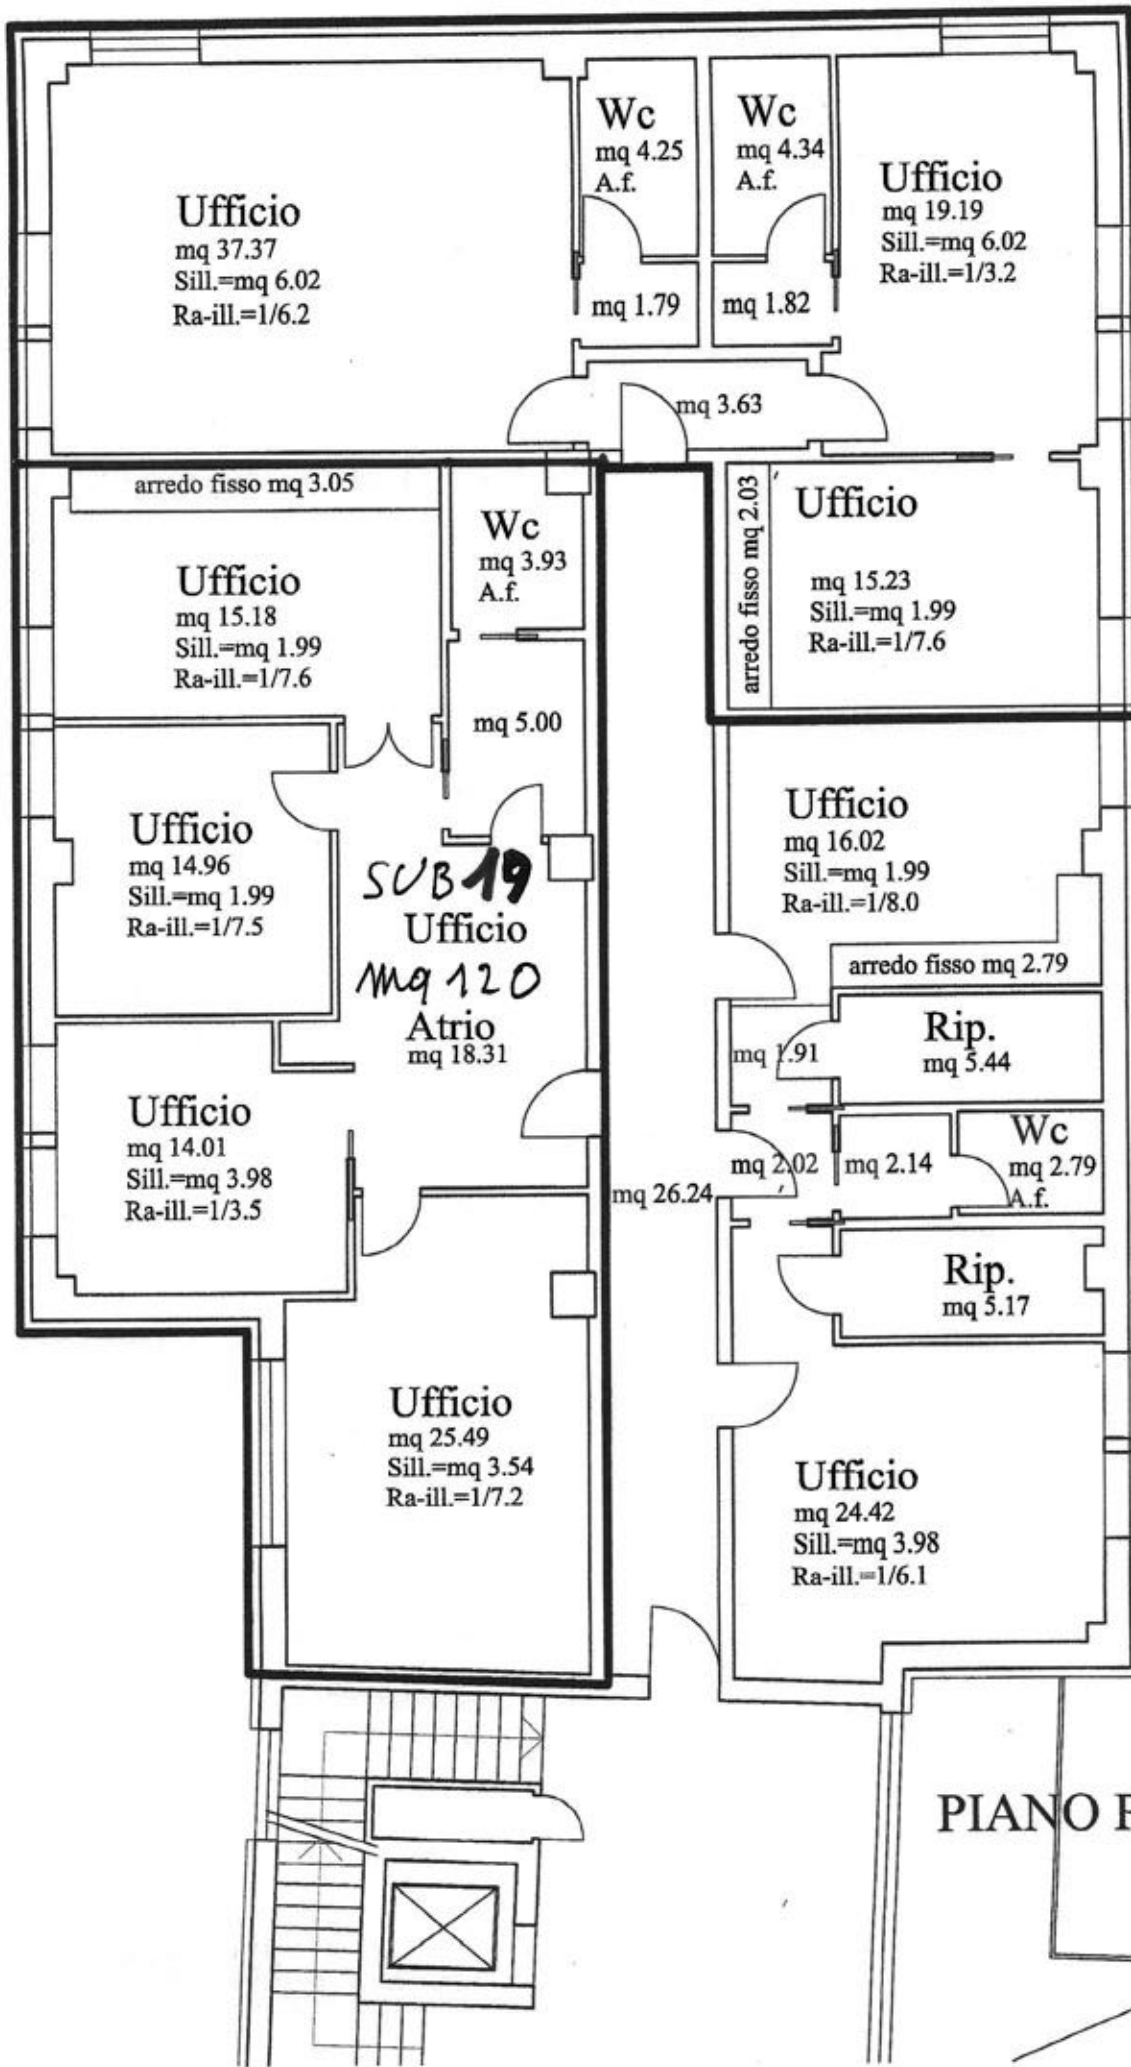 Wc
mq 4.25
A.f.
Wc
mq 4.34
A.f.
Ufficio
mq 37.37
Sill.=mq 6.02
Ra-ill.=1/6.2
Ufficio
mq 19.19
Sill.=mq 6.02
Ra-ill.=1/3.2
mq 1.79
mq 1.82
mq 3.63
arredo fisso mq 3.05
Wc
mq 3.93
A.f.
arredo fisso mq 2.03
Ufficio
mq 15.23
Sill.=mq 1.99
Ra-ill.=1/7.6
Ufficio
mq 15.18
Sill.=mq 1.99
Ra-ill.=1/7.6
mq 5.00
Ufficio
mq 14.96
Sill.=mq 1.99
Ra-ill.=1/7.5
SUB 19
Ufficio
mq 120
Atrio
mq 18.31
Ufficio
mq 16.02
Sill.=mq 1.99
Ra-ill.=1/8.0
arredo fisso mq 2.79
mq 1.91
Rip.
mq 5.44
Ufficio
mq 14.01
Sill.=mq 3.98
Ra-ill.=1/3.5
mq 26.24
mq 2.02
mq 2.14
Wc
mq 2.79
A.f.
Rip.
mq 5.17
Ufficio
mq 25.49
Sill.=mq 3.54
Ra-ill.=1/7.2
Ufficio
mq 24.42
Sill.=mq 3.98
Ra-ill.=1/6.1
PIANO